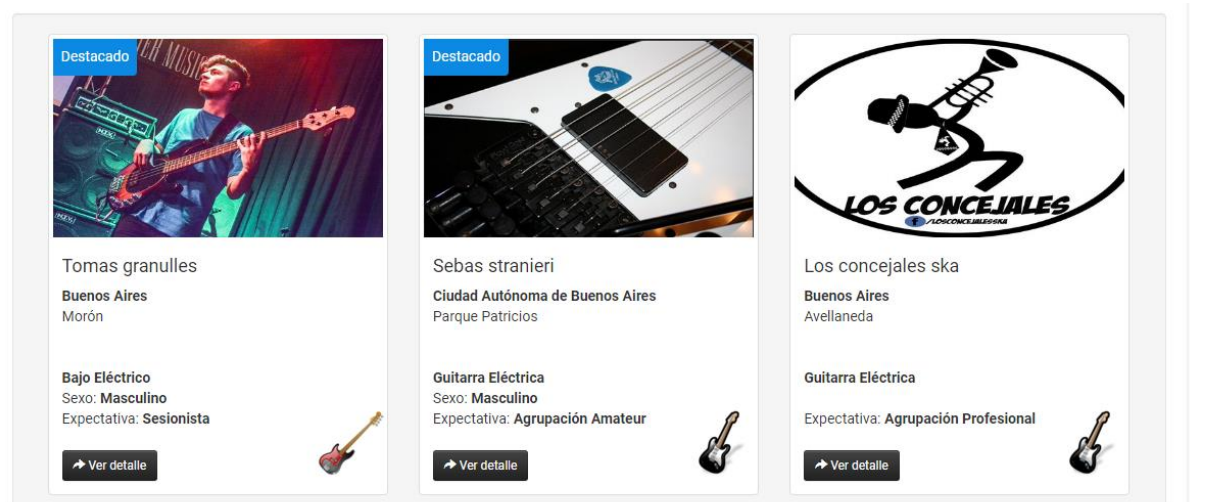 Destacado
Tomas granulles
Buenos Aires
Morón
Bajo Eléctrico
Sexo: Masculino
Expectativa: Sesionista
Ver detalle
Destacado
Sebas stranieri
Ciudad Autónoma de Buenos Aires
Parque Patricios
Guitarra Eléctrica
Sexo: Masculino
Expectativa: Agrupación Amateur
Ver detalle
LOS CONCEJALES
f /LOSCONCEJALESSKA
Los concejales ska
Buenos Aires
Avellaneda
Guitarra Eléctrica
Expectativa: Agrupación Profesional
Ver detalle